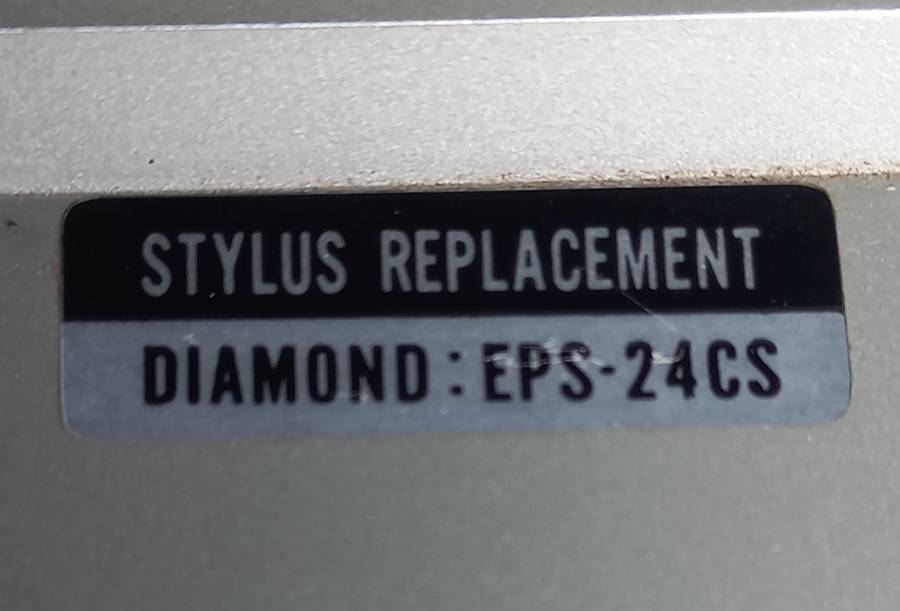 STYLUS REPLACEMENT
DIAMOND : EPS-24CS